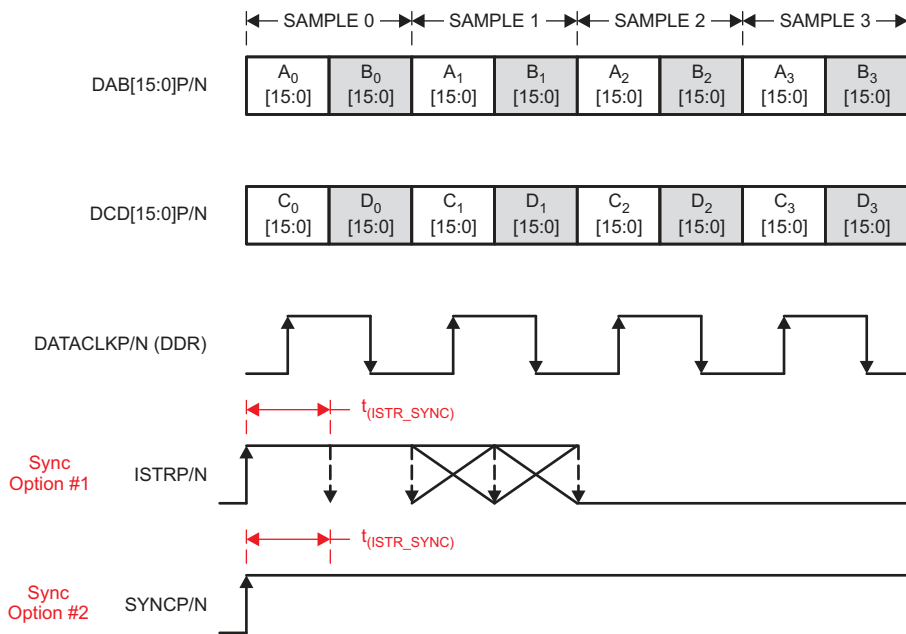 SAMPLE 0 SAMPLE 1 SAMPLE 2 SAMPLE 3
DAB[15:0]P/N
A0 B0 A1 B1 A2 B2 A3 B3
[15:0] [15:0] [15:0] [15:0] [15:0] [15:0] [15:0] [15:0]
DCD[15:0]P/N
C0 D0 C1 D1 C2 D2 C3 D3
[15:0] [15:0] [15:0] [15:0] [15:0] [15:0] [15:0] [15:0]
DATACLKP/N (DDR)
t(ISTR_SYNC)
Sync
Option #1
ISTRP/N
t(ISTR_SYNC)
Sync
Option #2
SYNCP/N